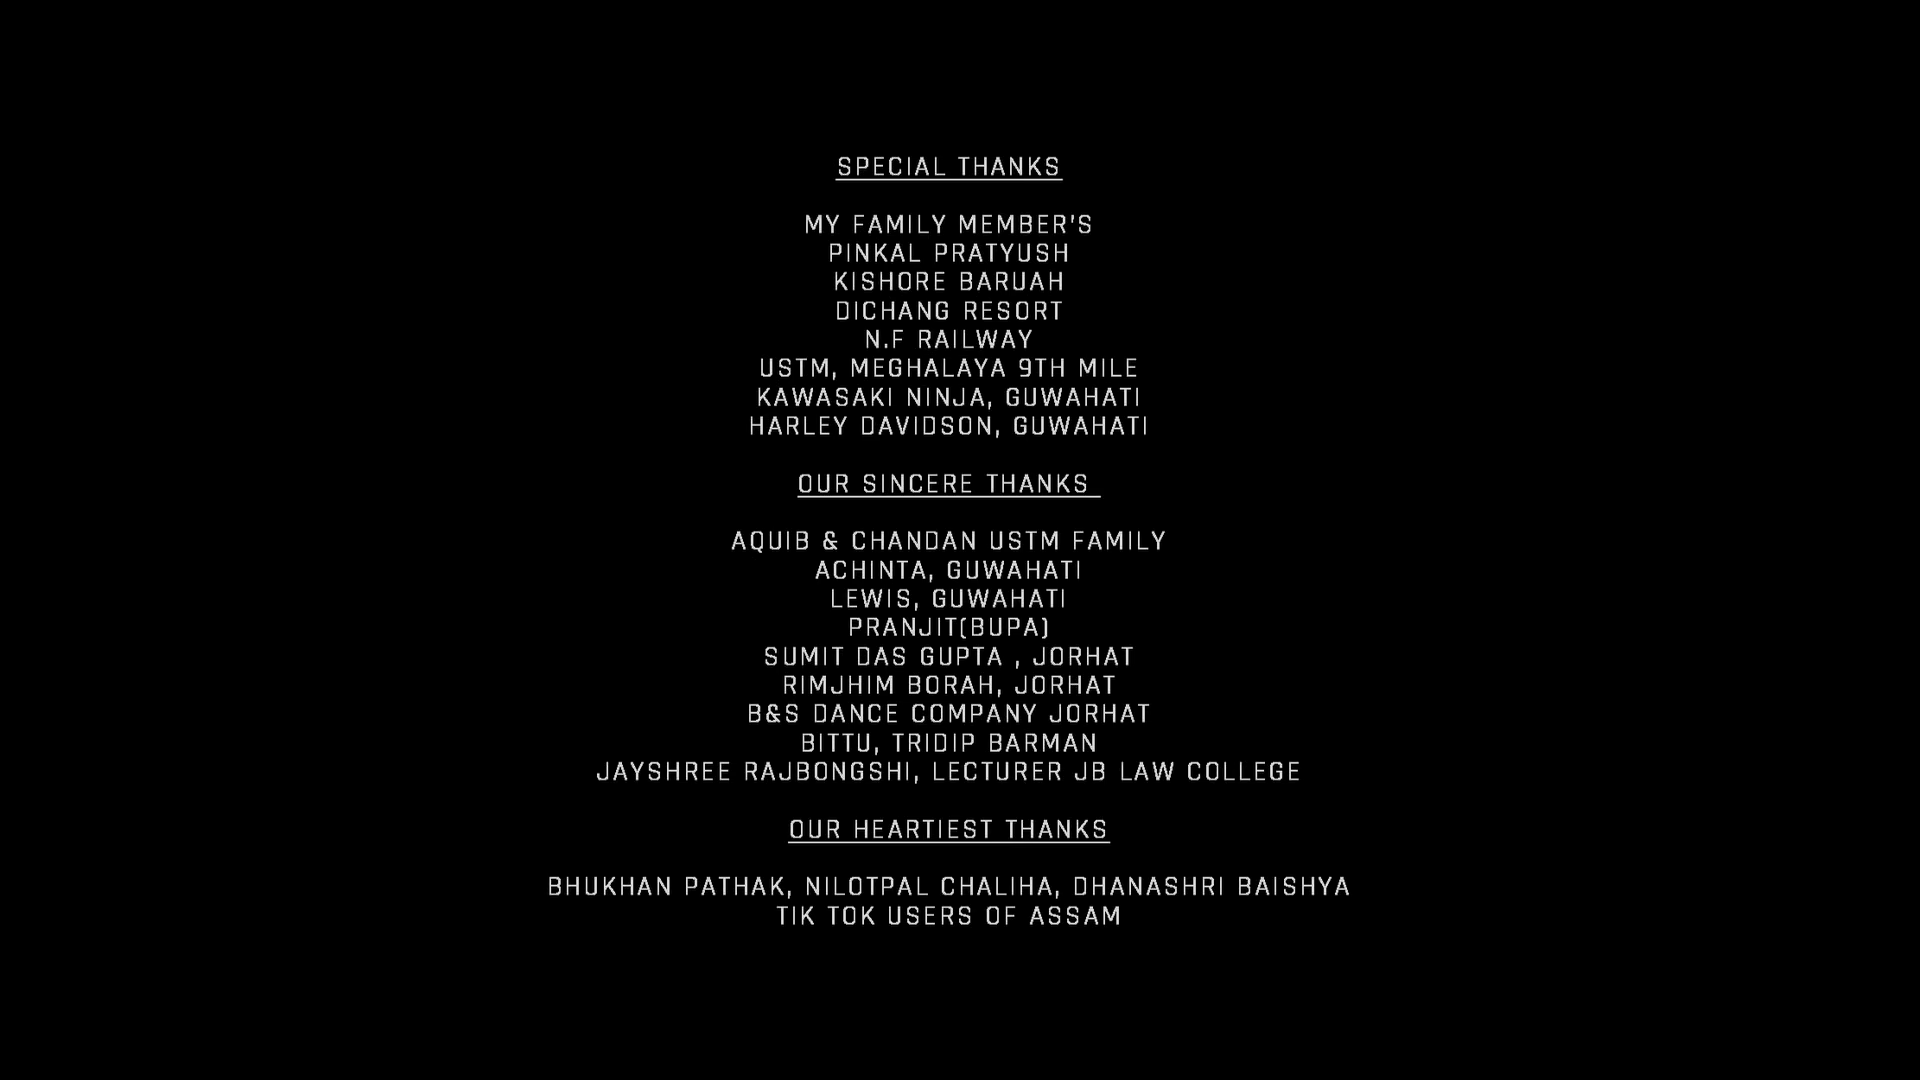 SPECIAL THANKS
MY FAMILY MEMBER'S
PINKAL PRATYUSH
KISHORE BARUAH
DICHANG RESORT
N.F RAILWAY
USTM, MEGHALAYA 9TH MILE
KAWASAKI NINJA, GUWAHATI
HARLEY DAVIDSON, GUWAHATI
OUR SINCERE THANKS
AQUIB & CHANDAN USTM FAMILY
ACHINTA, GUWAHATI
LEWIS, GUWAHATI
PRANJIT(BUPA)
SUMIT DAS GUPTA , JORHAT
RIMJHIM BORAH, JORHAT
B&S DANCE COMPANY JORHAT
BITTU, TRIDIP BARMAN
JAYSHREE RAJBONGSHI, LECTURER JB LAW COLLEGE
OUR HEARTIEST THANKS
BHUKHAN PATHAK, NILOTPAL CHALIHA, DHANASHRI BAISHYA
TIK TOK USERS OF ASSAM